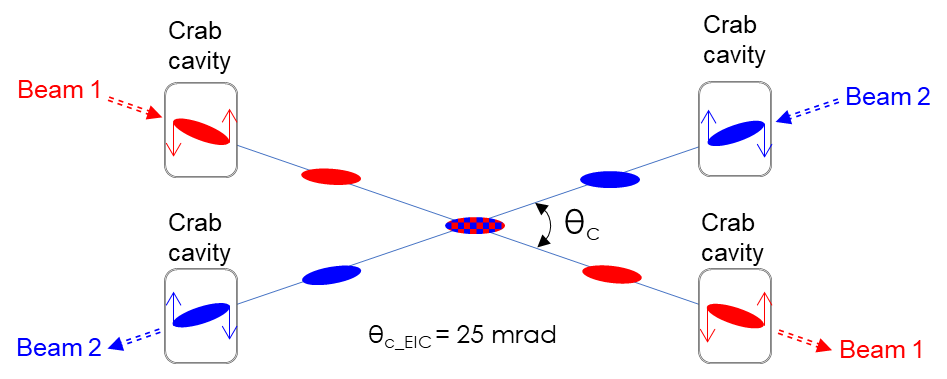 Crab
cavity
Crab
cavity
Beam 1
Beam 2
Crab
cavity
θc
Crab
cavity
Beam 2
θc_EIC = 25 mrad
Beam 1